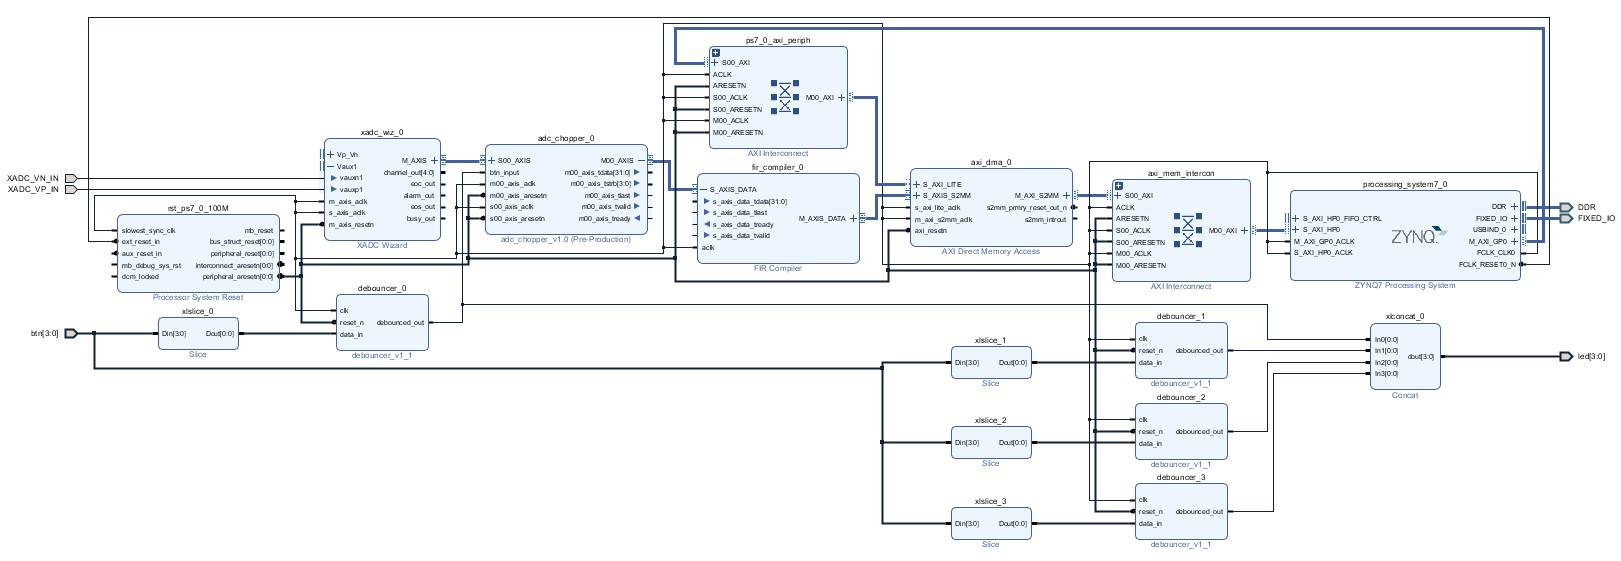 ps7_0_axi_periph
S00_AXI
ACLK
ARESETN
S00_ACLK
S00_ARESETN
M00_ACLK
M00_ARESETN
M00_AXI
AXI Interconnect
xadc_wiz_0
Vp_Vn
Vaux1
vauxn1
vauxp1
m_axis_aclk
s_axis_aclk
m_axis_resetn
M_AXIS
channel_out[4:0]
eoc_out
alarm_out
eos_out
busy_out
XADC Wizard
adc_chopper_0
S00_AXIS
btn_input
m00_axis_aclk
m00_axis_aresetn
s00_axis_aclk
s00_axis_aresetn
M00_AXIS
m00_axis_tdata[31:0]
m00_axis_tstrb[3:0]
m00_axis_tlast
m00_axis_tvalid
m00_axis_tready
adc_chopper_v1.0 (Pre-Production)
fir_compiler_0
S_AXIS_DATA
s_axis_data_tdata[31:0]
s_axis_data_tlast
s_axis_data_tready
s_axis_data_tvalid
aclk
M_AXIS_DATA
FIR Compiler
axi_dma_0
S_AXI_LITE
S_AXIS_S2MM
s_axi_lite_aclk
m_axi_s2mm_aclk
axi_resetn
M_AXI_S2MM
s2mm_prmry_reset_out_n
s2mm_introut
AXI Direct Memory Access
axi_mem_intercon
S00_AXI
ACLK
ARESETN
S00_ACLK
S00_ARESETN
M00_ACLK
M00_ARESETN
M00_AXI
AXI Interconnect
processing_system7_0
S_AXI_HP0_FIFO_CTRL
S_AXI_HP0
M_AXI_GP0_ACLK
S_AXI_HP0_ACLK
ZYNQ
DDR
FIXED_IO
USBIND_0
M_AXI_GP0
FCLK_CLK0
FCLK_RESET0_N
ZYNQ7 Processing System
DDR
FIXED_IO
XADC_VN_IN
XADC_VP_IN
rst_ps7_0_100M
slowest_sync_clk
ext_reset_in
aux_reset_in
mb_debug_sys_rst
dcm_locked
mb_reset
bus_struct_reset[0:0]
peripheral_reset[0:0]
interconnect_aresetn[0:0]
peripheral_aresetn[0:0]
Processor System Reset
btn[3:0]
xlslice_0
Din[3:0]
Dout[0:0]
Slice
debouncer_0
clk
reset_n
data_in
debounced_out
debouncer_v1_1
xlslice_1
Din[3:0]
Dout[0:0]
Slice
debouncer_1
clk
reset_n
data_in
debounced_out
debouncer_v1_1
xlconcat_0
In0[0:0]
In1[0:0]
In2[0:0]
In3[0:0]
dout[3:0]
Concat
led[3:0]
xlslice_2
Din[3:0]
Dout[0:0]
Slice
debouncer_2
clk
reset_n
data_in
debounced_out
debouncer_v1_1
xlslice_3
Din[3:0]
Dout[0:0]
Slice
debouncer_3
clk
reset_n
data_in
debounced_out
debouncer_v1_1